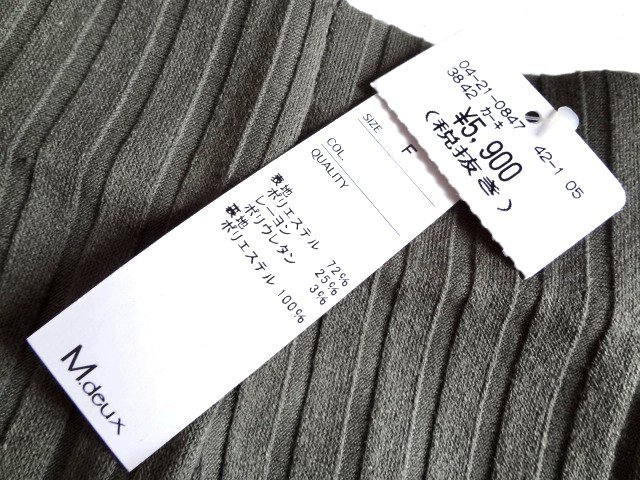 04-21-0847
3842 カーキ
42-1 05
¥5,900
(税抜き)
SIZE F
COL.
QUALITY
表地
ポリエステル 72%
レーヨン 25%
ポリウレタン 3%
裏地
ポリエステル 100%
M.deux